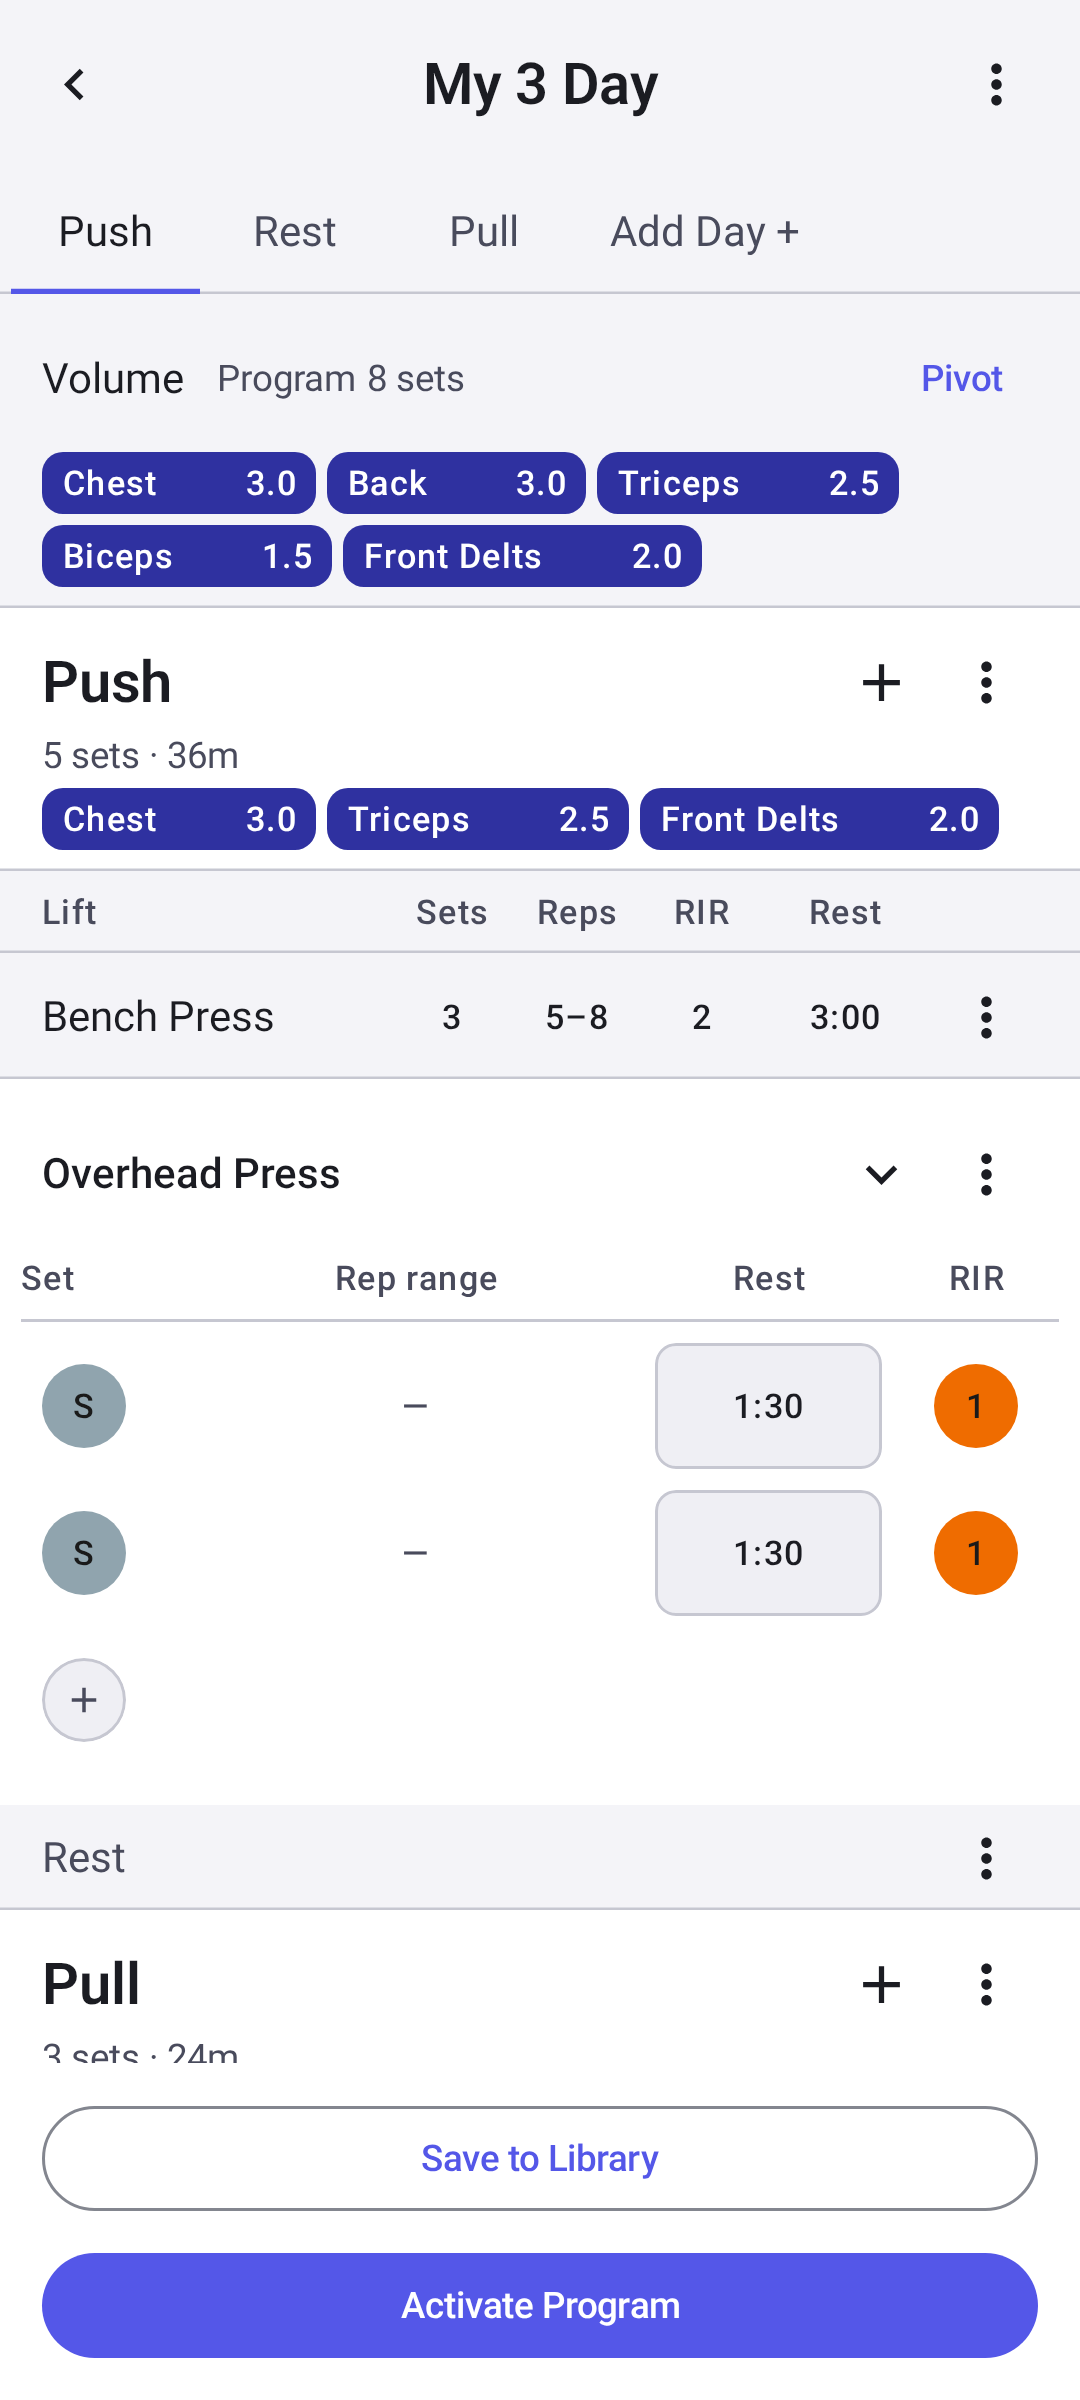 My 3 Day
Push Rest Pull Add Day +
Volume Program 8 sets Pivot
Chest 3.0 Back 3.0 Triceps 2.5
Biceps 1.5 Front Delts 2.0
Push
5 sets · 36m
Chest 3.0 Triceps 2.5 Front Delts 2.0
Lift Sets Reps RIR Rest
Bench Press 3 5–8 2 3:00
Overhead Press
Set Rep range Rest RIR
S – 1:30 1
S – 1:30 1
+
Rest
Pull
3 sets · 24m
Save to Library
Activate Program